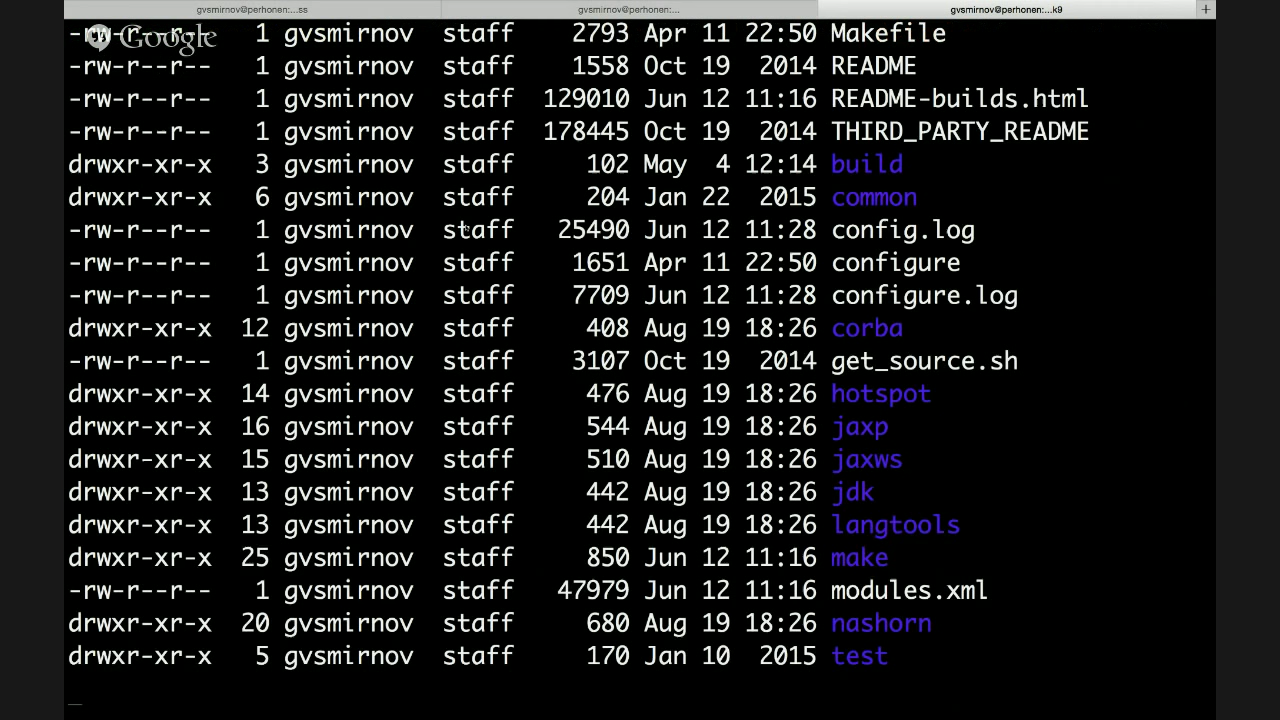 gvsmirnov@perhonen:...ss gvsmirnov@perhonen:... gvsmirnov@perhonen:...k9 +
Google
-rw-r--r-- 1 gvsmirnov staff 2793 Apr 11 22:50 Makefile
-rw-r--r-- 1 gvsmirnov staff 1558 Oct 19 2014 README
-rw-r--r-- 1 gvsmirnov staff 129010 Jun 12 11:16 README-builds.html
-rw-r--r-- 1 gvsmirnov staff 178445 Oct 19 2014 THIRD_PARTY_README
drwxr-xr-x 3 gvsmirnov staff 102 May 4 12:14 build
drwxr-xr-x 6 gvsmirnov staff 204 Jan 22 2015 common
-rw-r--r-- 1 gvsmirnov staff 25490 Jun 12 11:28 config.log
-rw-r--r-- 1 gvsmirnov staff 1651 Apr 11 22:50 configure
-rw-r--r-- 1 gvsmirnov staff 7709 Jun 12 11:28 configure.log
drwxr-xr-x 12 gvsmirnov staff 408 Aug 19 18:26 corba
-rw-r--r-- 1 gvsmirnov staff 3107 Oct 19 2014 get_source.sh
drwxr-xr-x 14 gvsmirnov staff 476 Aug 19 18:26 hotspot
drwxr-xr-x 16 gvsmirnov staff 544 Aug 19 18:26 jaxp
drwxr-xr-x 15 gvsmirnov staff 510 Aug 19 18:26 jaxws
drwxr-xr-x 13 gvsmirnov staff 442 Aug 19 18:26 jdk
drwxr-xr-x 13 gvsmirnov staff 442 Aug 19 18:26 langtools
drwxr-xr-x 25 gvsmirnov staff 850 Jun 12 11:16 make
-rw-r--r-- 1 gvsmirnov staff 47979 Jun 12 11:16 modules.xml
drwxr-xr-x 20 gvsmirnov staff 680 Aug 19 18:26 nashorn
drwxr-xr-x 5 gvsmirnov staff 170 Jan 10 2015 test